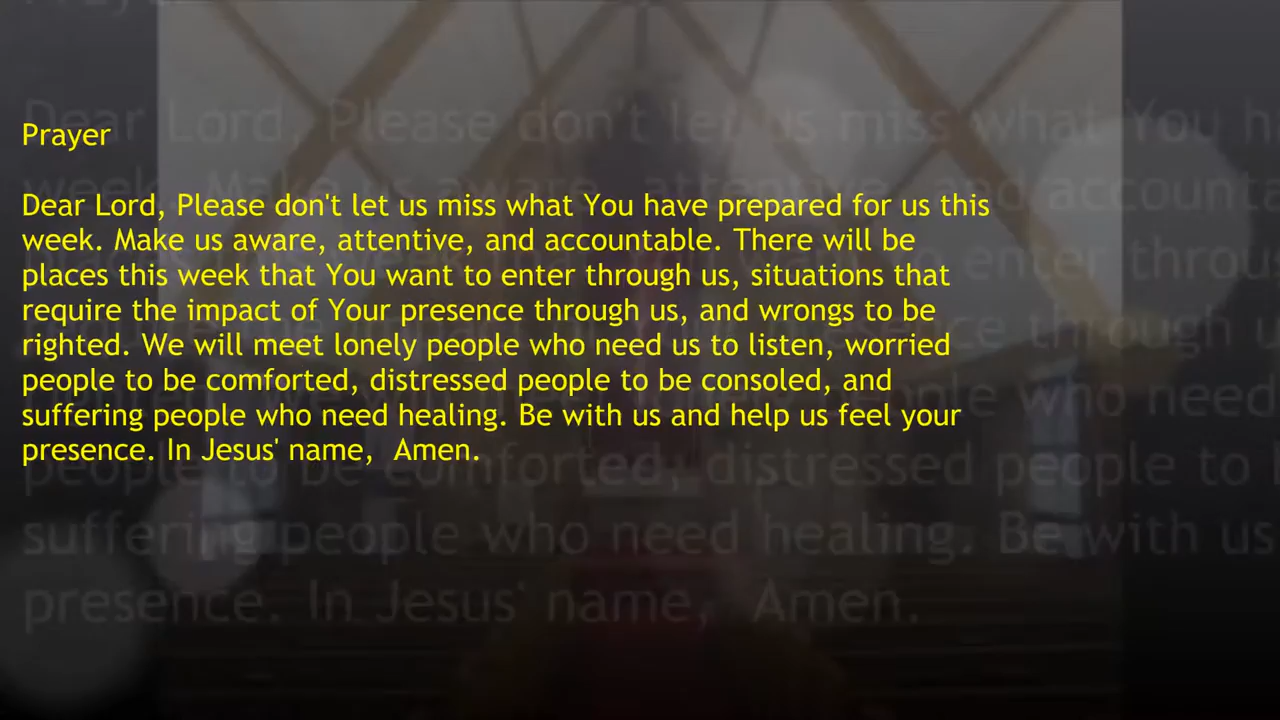 Prayer
Dear Lord, Please don't let us miss what You have prepared for us this
week. Make us aware, attentive, and accountable. There will be
places this week that You want to enter through us, situations that
require the impact of Your presence through us, and wrongs to be
righted. We will meet lonely people who need us to listen, worried
people to be comforted, distressed people to be consoled, and
suffering people who need healing. Be with us and help us feel your
presence. In Jesus' name,  Amen.